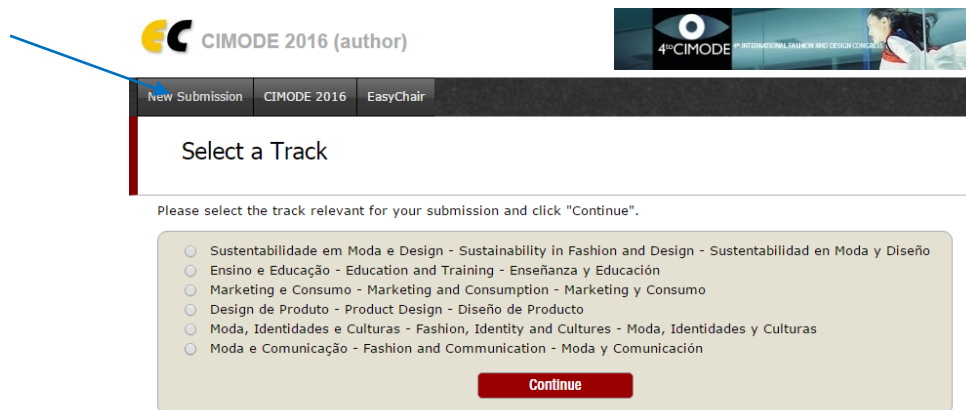 EC CIMODE 2016 (author)
4toCIMODE 4th INTERNATIONAL FASHION AND DESIGN CONGRESS
New Submission CIMODE 2016 EasyChair
Select a Track
Please select the track relevant for your submission and click "Continue".
Sustentabilidade em Moda e Design - Sustainability in Fashion and Design - Sustentabilidad en Moda y Diseño
Ensino e Educação - Education and Training - Enseñanza y Educación
Marketing e Consumo - Marketing and Consumption - Marketing y Consumo
Design de Produto - Product Design - Diseño de Producto
Moda, Identidades e Culturas - Fashion, Identity and Cultures - Moda, Identidades y Culturas
Moda e Comunicação - Fashion and Communication - Moda y Comunicación
Continue